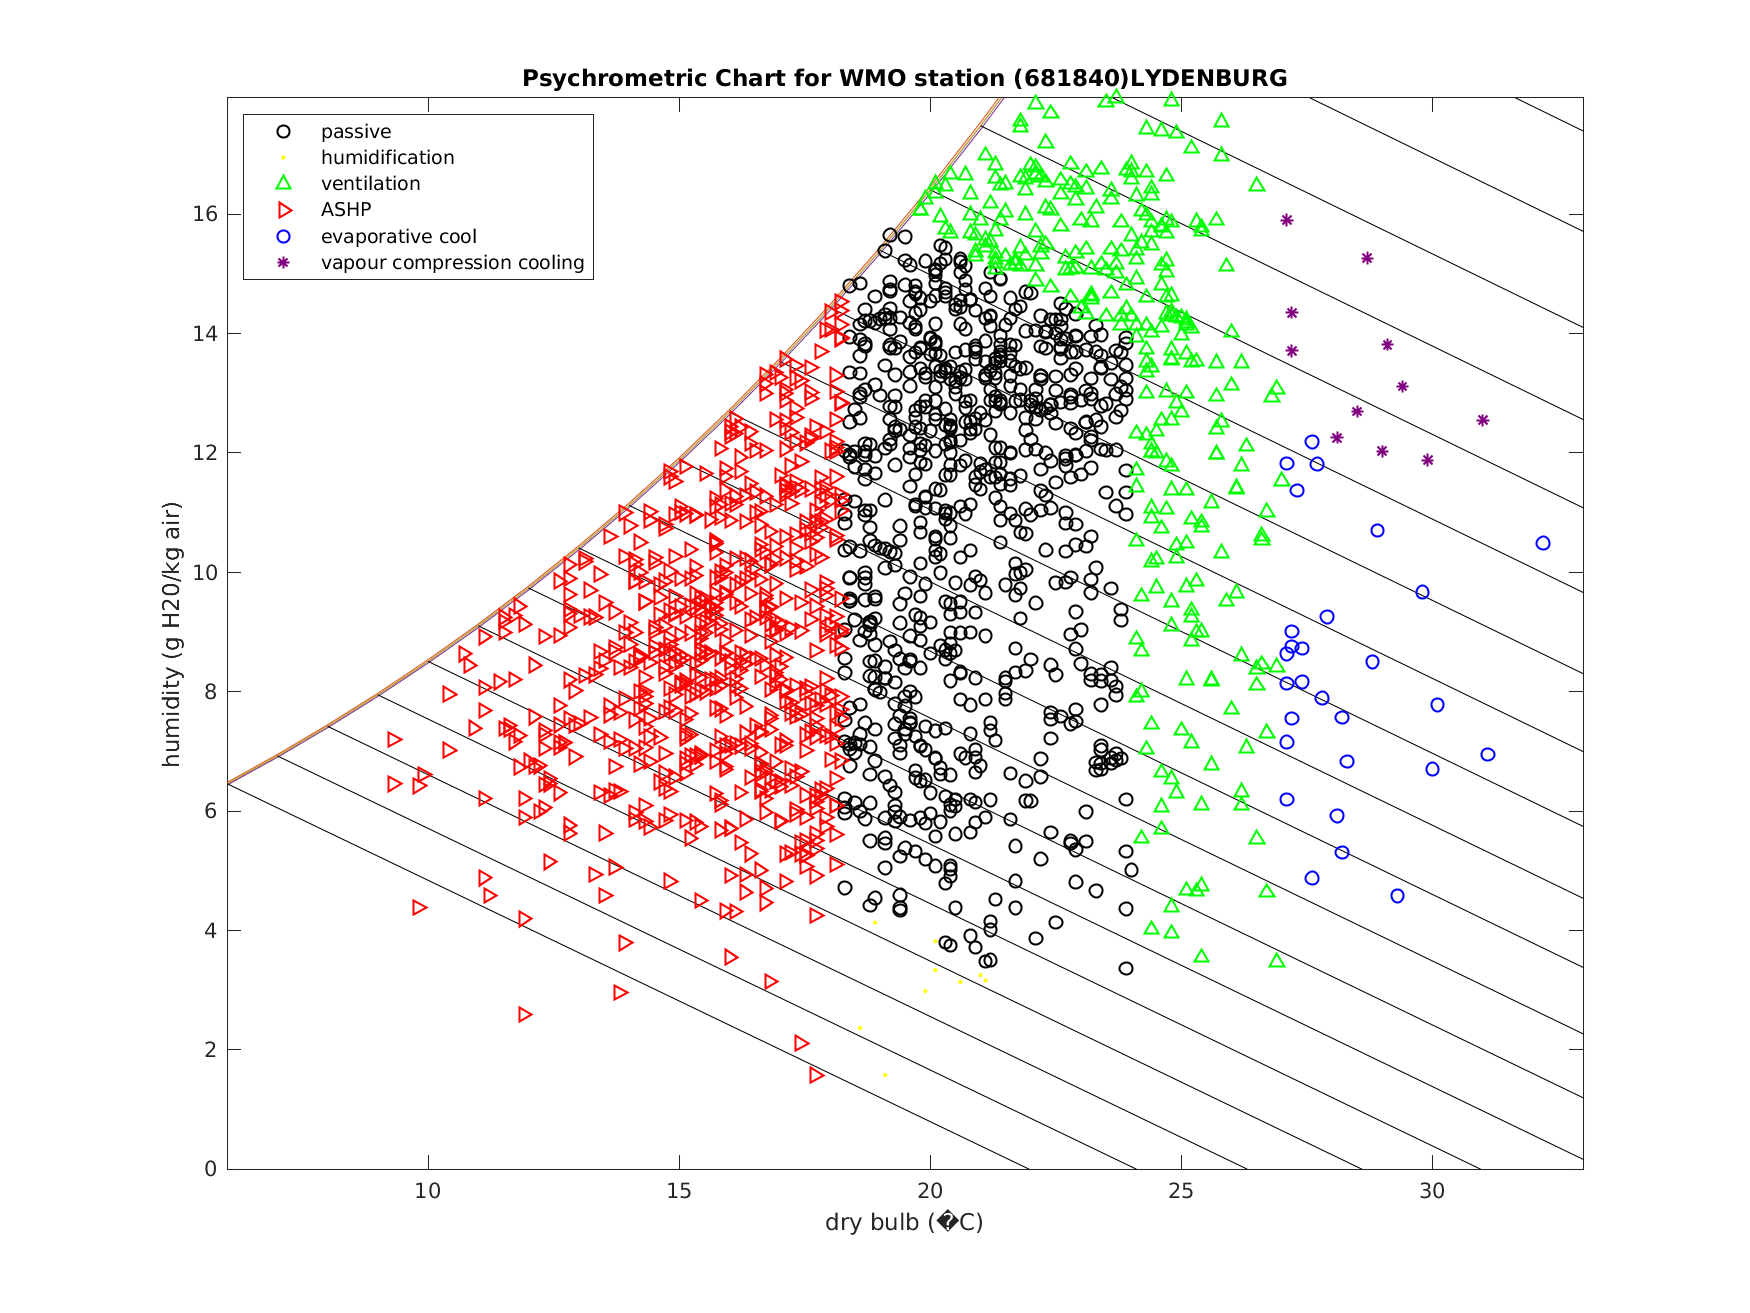 Psychrometric Chart for WMO station (681840)LYDENBURG
passive
humidification
ventilation
ASHP
evaporative cool
vapour compression cooling
humidity (g H20/kg air)
16
14
12
10
8
6
4
2
0
10 15 20 25 30
dry bulb (�C)